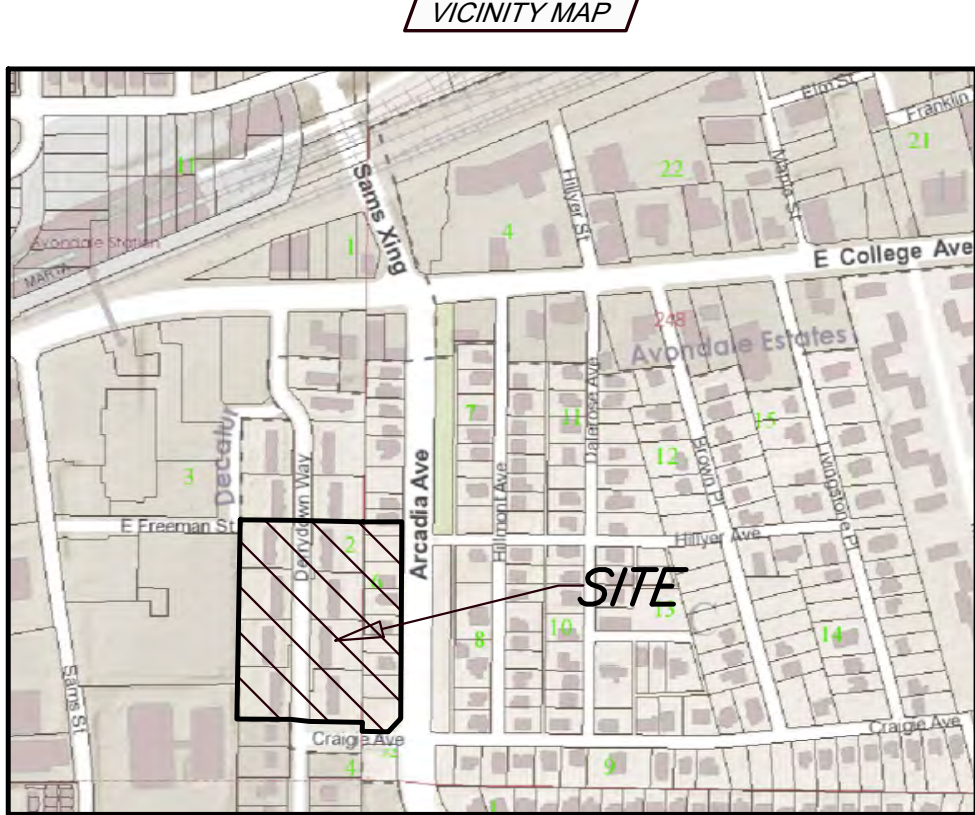 VICINITY MAP
Elm St
Franklin
21
11
11
Sams Xing
Hillyer St
22
Maple St
4
1
Avondale Station
MARTA
E College Ave
248
Avondale Estates
Decatur
7
11
Dalerose Ave
15
12
Brown Pl
Livingstone Pl
3
Derrydown Way
Arcadia Ave
Hillmont Ave
E Freeman St
2
6
Hillyer Ave
SITE
13
8
10
14
Sams St
Craigie Ave
Craigie Ave
4
9
1